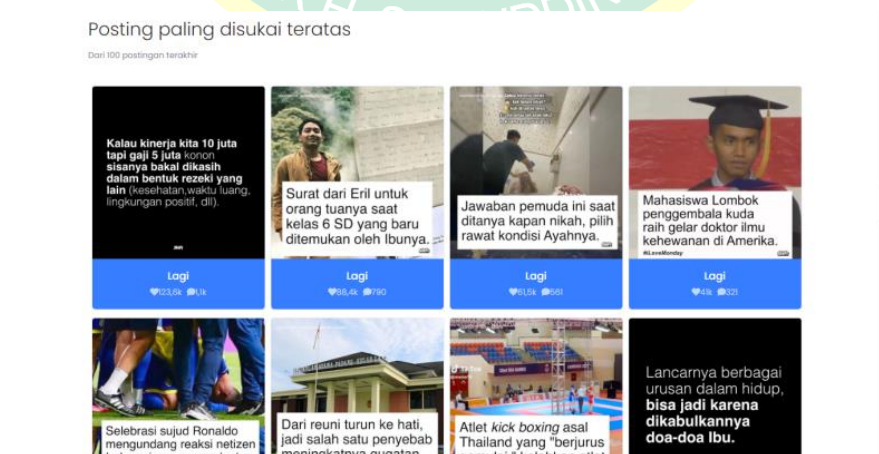 Posting paling disukai teratas
Dari 100 postingan terakhir
Kalau kinerja kita 10 juta
tapi gaji 5 juta konon
sisanya bakal dikasih
dalam bentuk rezeki yang
lain (kesehatan,waktu luang,
lingkungan positif, dll).
Lagi
123,6k 1,1k
Surat dari Eril untuk
orang tuanya saat
kelas 6 SD yang baru
ditemukan oleh Ibunya.
Lagi
88,4k 790
Jawaban pemuda ini saat
ditanya kapan nikah, pilih
rawat kondisi Ayahnya.
Lagi
61,5k 561
Mahasiswa Lombok
penggembala kuda
raih gelar doktor ilmu
kehewanan di Amerika.
#iLoveMonday
Lagi
41k 321
Selebrasi sujud Ronaldo
mengundang reaksi netizen
Dari reuni turun ke hati,
jadi salah satu penyebab
meningkatnya gugatan
Atlet kick boxing asal
Thailand yang "berjurus
Lancarnya berbagai
urusan dalam hidup,
bisa jadi karena
dikabulkannya
doa-doa Ibu.